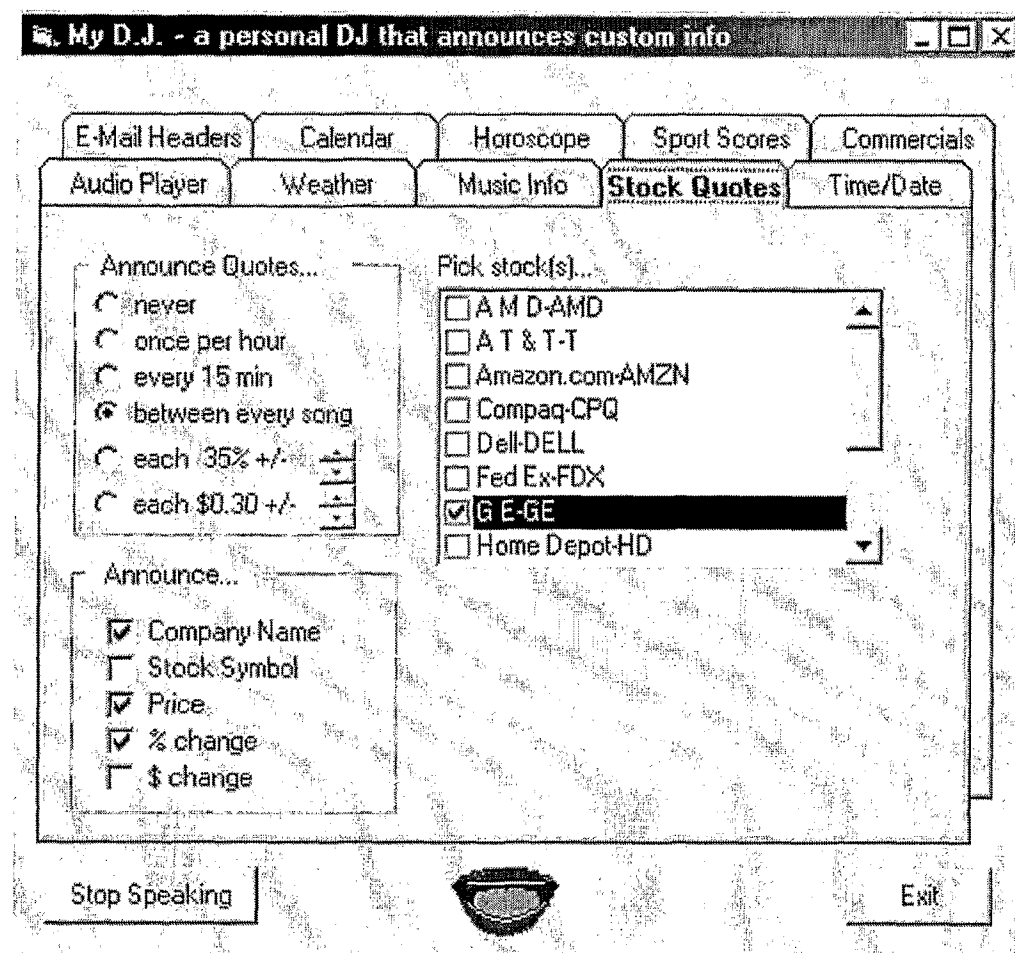 My D.J. - a personal DJ that announces custom info
E-Mail Headers Calendar Horoscope Sport Scores Commercials
Audio Player Weather Music Info Stock Quotes Time/Date
Announce Quotes...
never
once per hour
every 15 min
between every song
each 35% +/-
each $0.30 +/-
Pick stock(s)...
A M D-AMD
A T & T-T
Amazon.com-AMZN
Compaq-CPQ
Dell-DELL
Fed Ex-FDX
G E-GE
Home Depot-HD
Announce...
Company Name
Stock Symbol
Price
% change
$ change
Stop Speaking
Exit